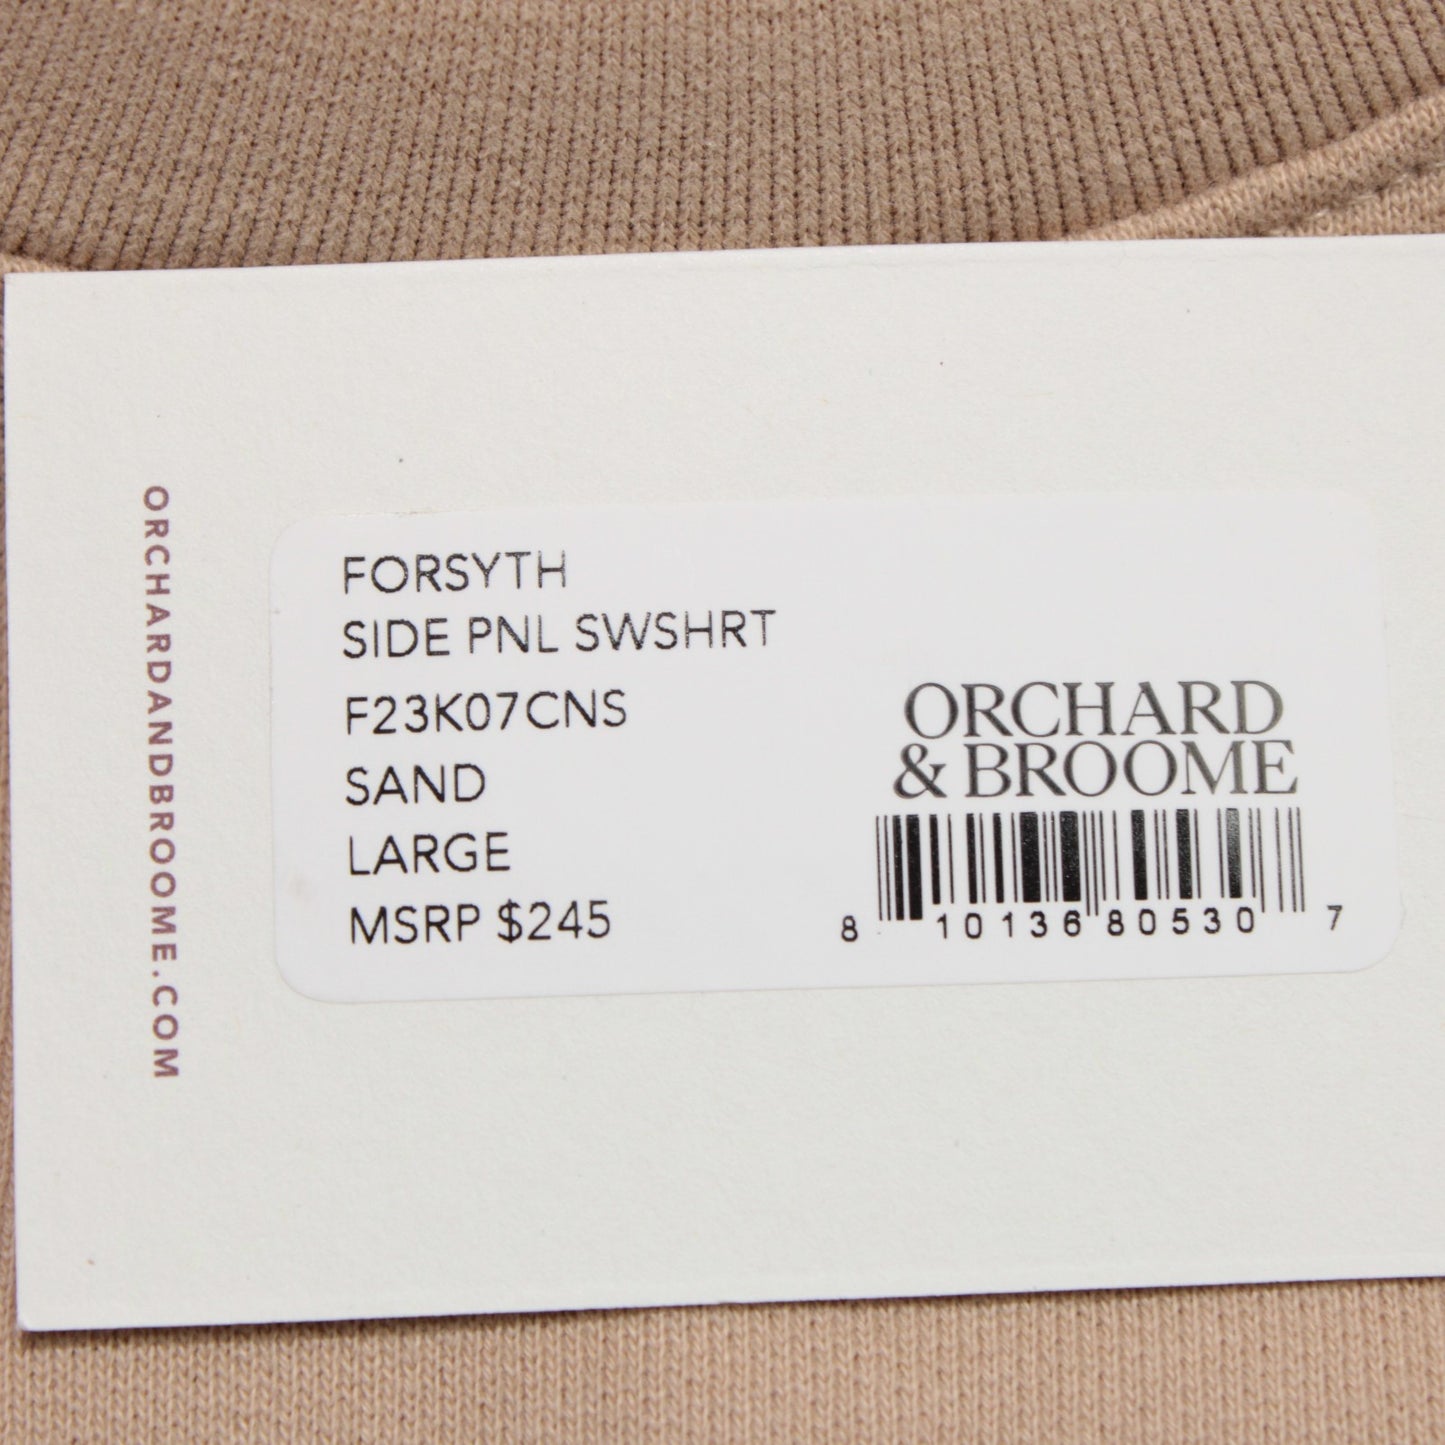 ORCHARDANDBROOME.COM
FORSYTH
SIDE PNL SWSHRT
F23K07CNS
SAND
LARGE
MSRP $245
ORCHARD
& BROOME
8 10136 80530 7